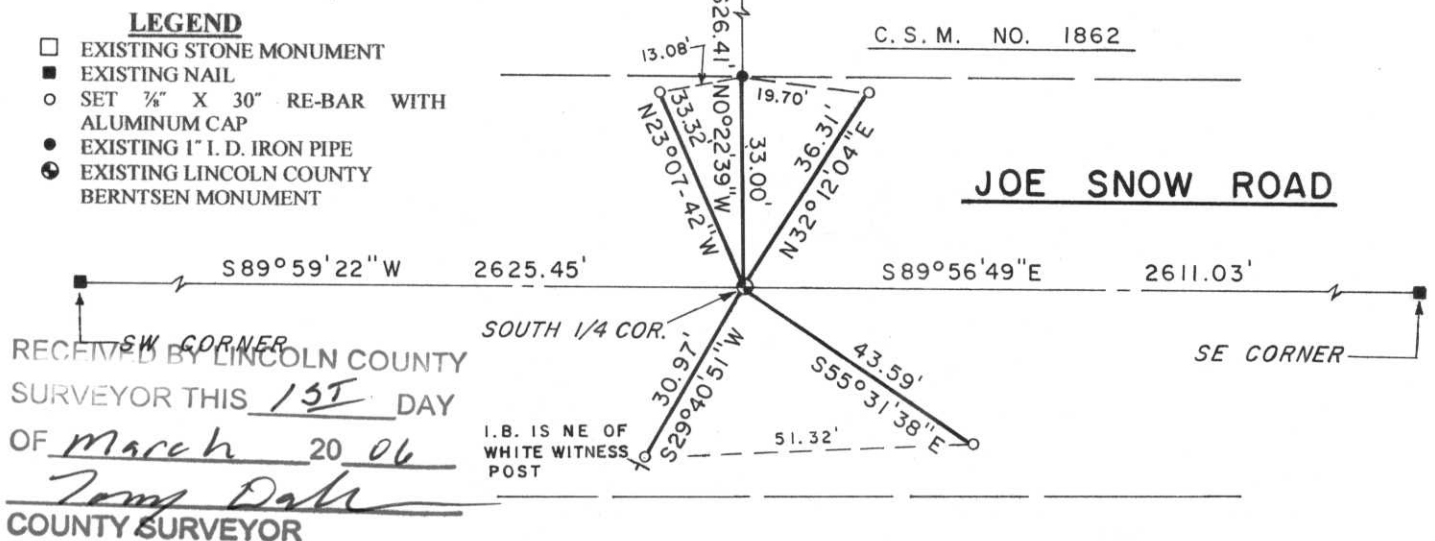 LEGEND
□ EXISTING STONE MONUMENT
■ EXISTING NAIL
○ SET ⅞" X 30" RE-BAR WITH
ALUMINUM CAP
● EXISTING 1" I. D. IRON PIPE
EXISTING LINCOLN COUNTY
BERNTSEN MONUMENT
C. S. M. NO. 1862
626.41'
13.08'
19.70'
33.32'
N23°07-42"W
N0°22'39"W
33.00'
36.31'
N32°12'04"E
JOE SNOW ROAD
S89°59'22"W 2625.45'
S89°56'49"E 2611.03'
SW CORNER
SOUTH 1/4 COR.
SE CORNER
30.97'
S29°40'51"W
43.59'
S55°31'38"E
51.32'
I.B. IS NE OF
WHITE WITNESS
POST
RECEIVED BY LINCOLN COUNTY
SURVEYOR THIS 1ST DAY
OF March 20 06
COUNTY SURVEYOR